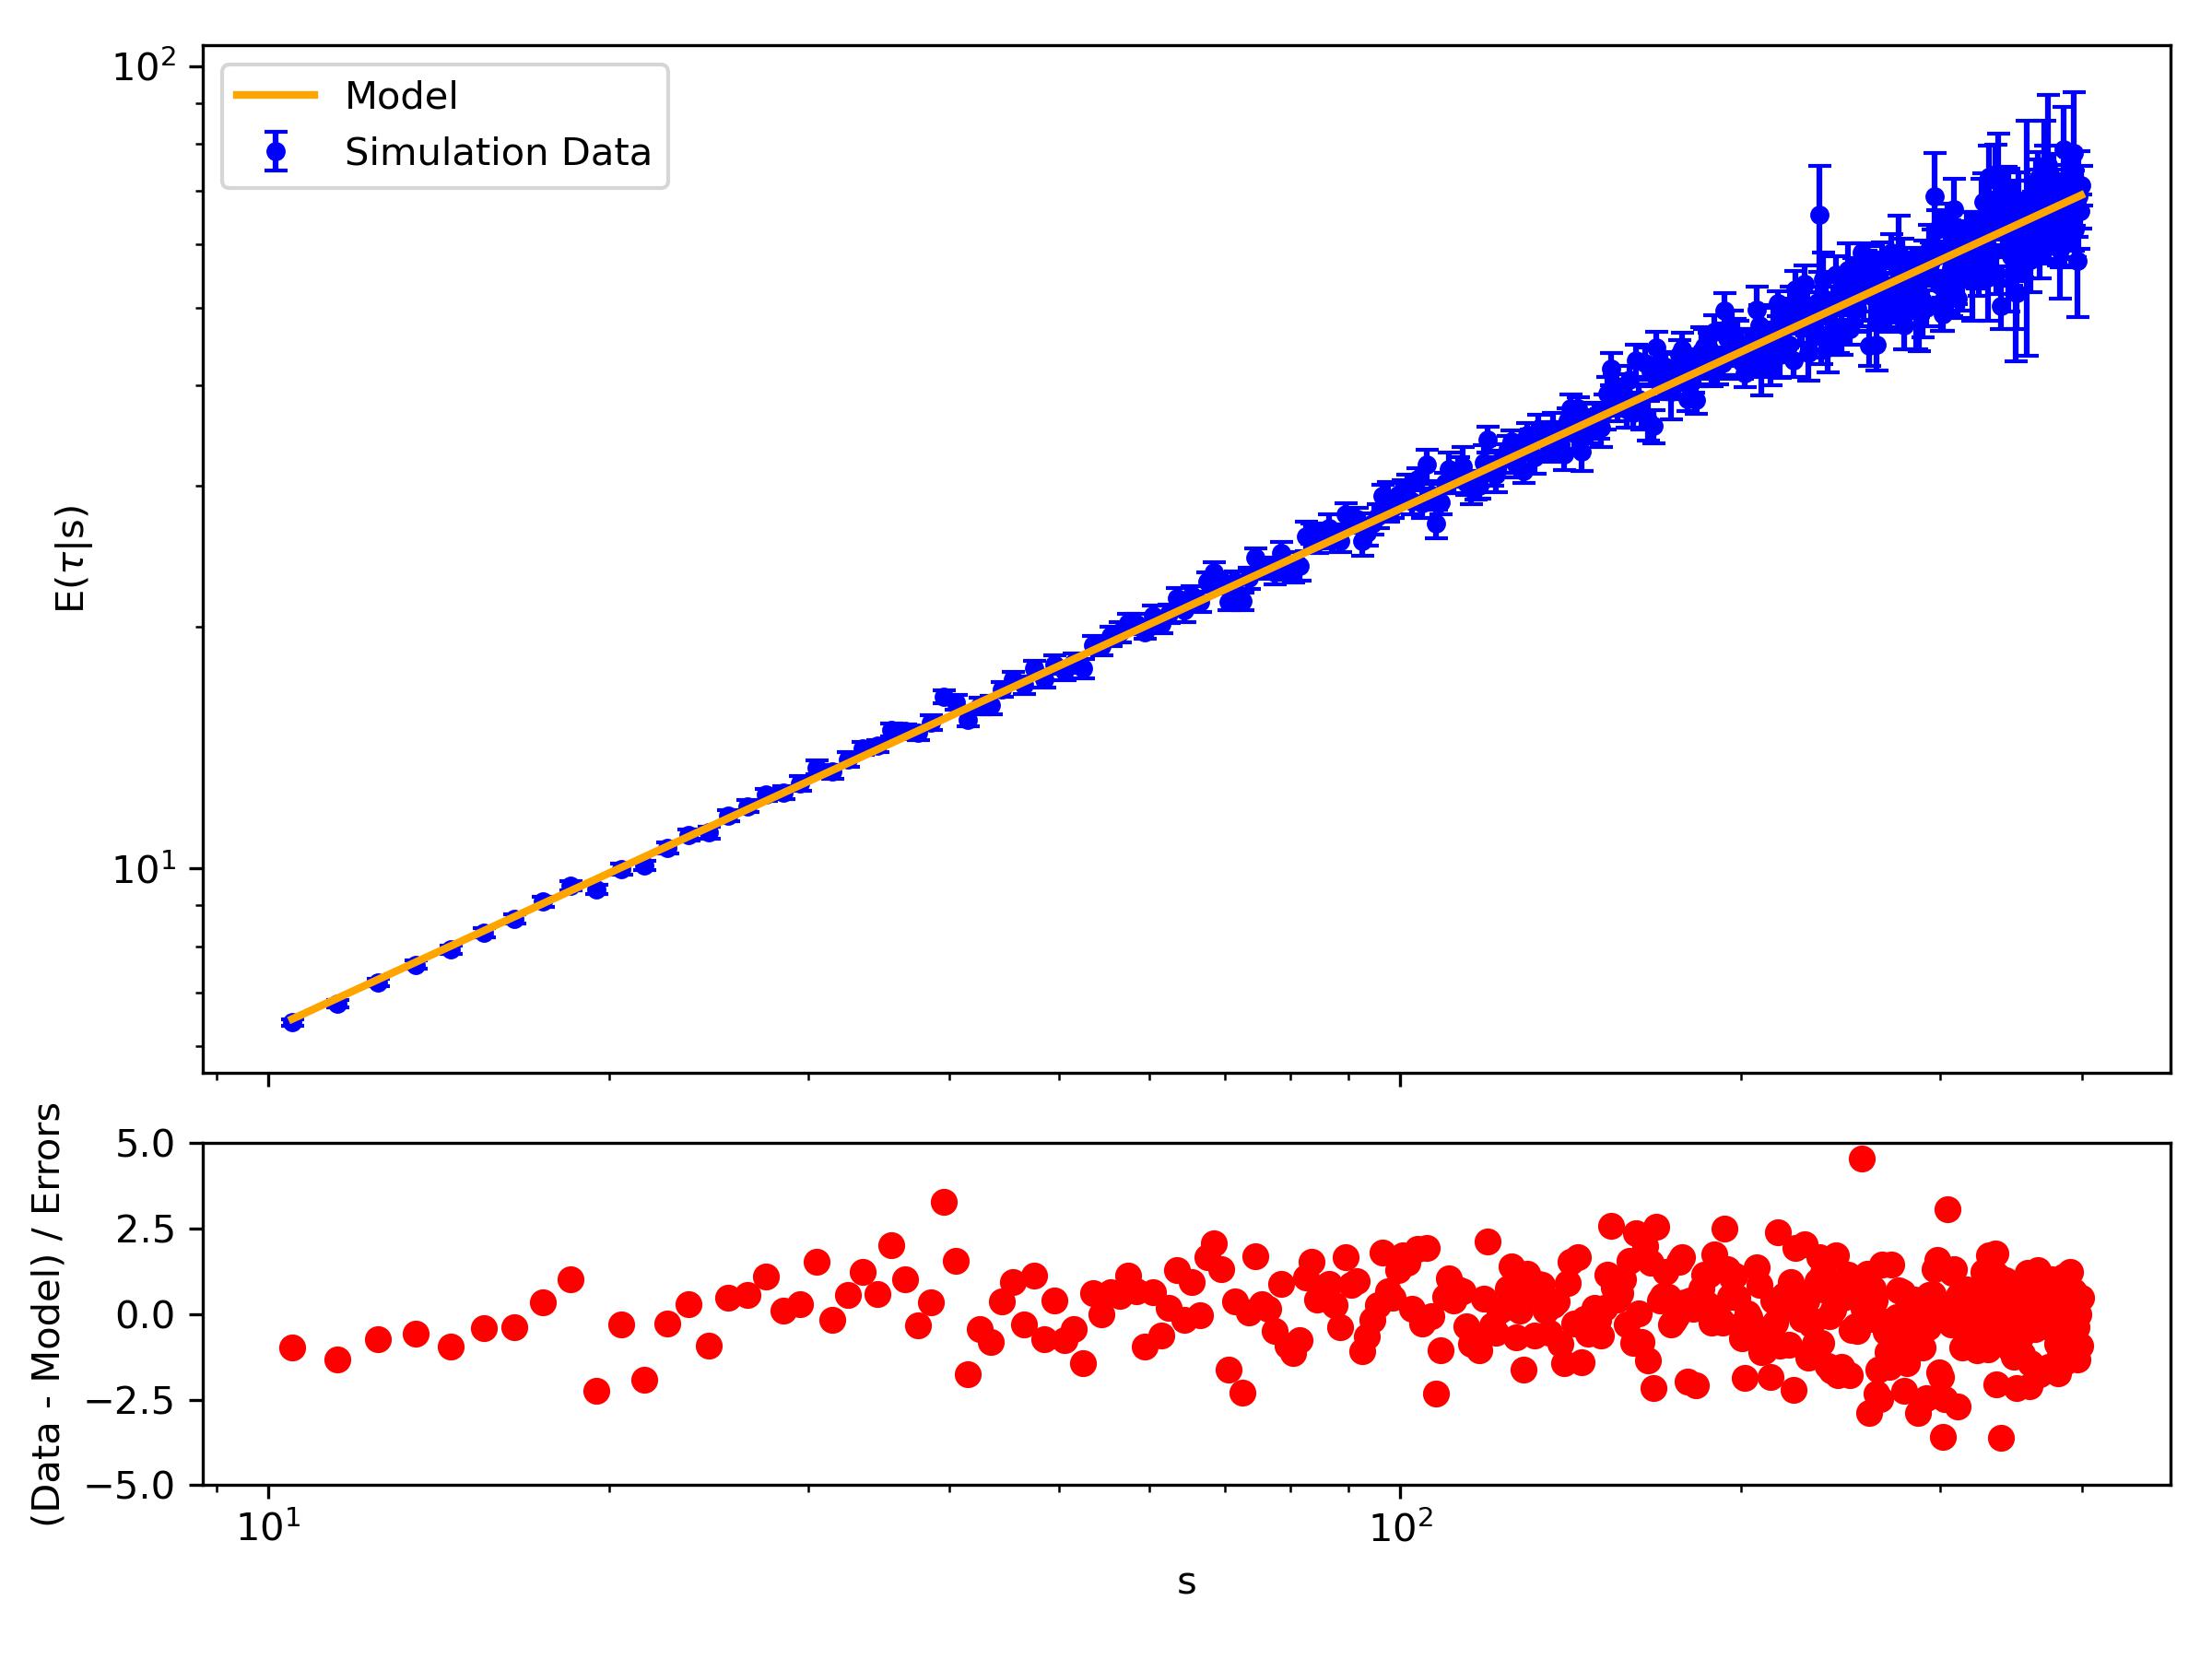 10²
Model
Simulation Data
E(τ|s)
10¹
5.0
2.5
0.0
−2.5
−5.0
(Data - Model) / Errors
10¹
10²
s